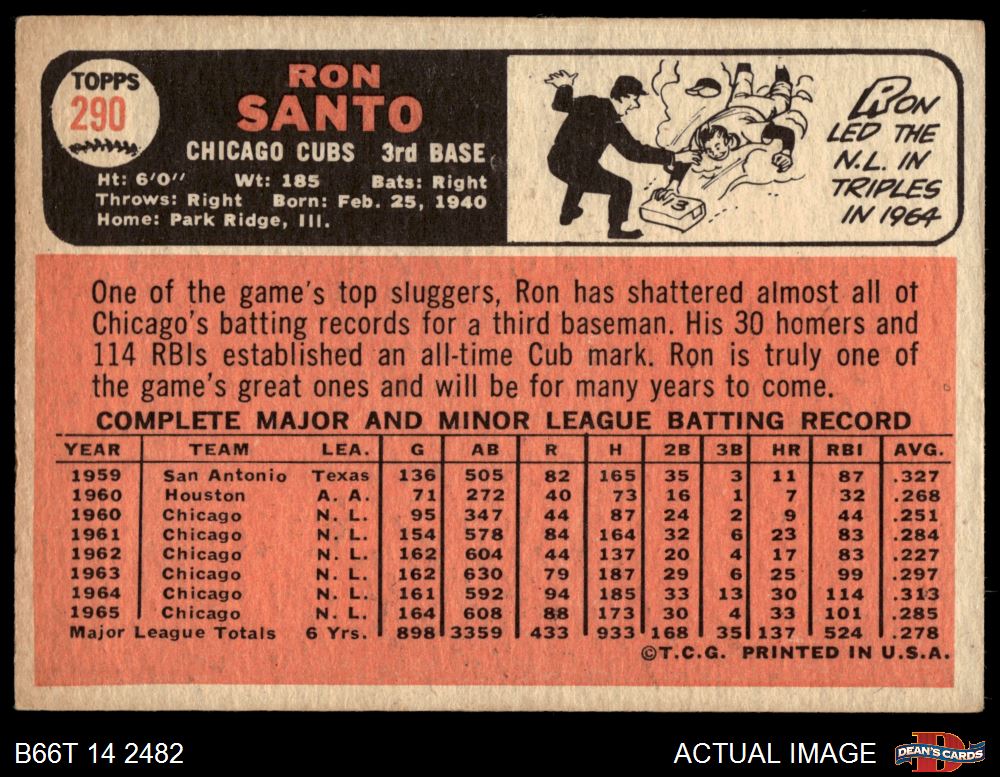 TOPPS
290
RON
SANTO
CHICAGO CUBS 3rd BASE
Ht: 6'0" Wt: 185 Bats: Right
Throws: Right Born: Feb. 25, 1940
Home: Park Ridge, Ill.
3
RON
LED THE
N.L. IN
TRIPLES
IN 1964
One of the game's top sluggers, Ron has shattered almost all of
Chicago's batting records for a third baseman. His 30 homers and
114 RBIs established an all-time Cub mark. Ron is truly one of
the game's great ones and will be for many years to come.
COMPLETE MAJOR AND MINOR LEAGUE BATTING RECORD
YEAR TEAM LEA. G AB R H 2B 3B HR RBI AVG.
1959 San Antonio Texas 136 505 82 165 35 3 11 87 .327
1960 Houston A. A. 71 272 40 73 16 1 7 32 .268
1960 Chicago N. L. 95 347 44 87 24 2 9 44 .251
1961 Chicago N. L. 154 578 84 164 32 6 23 83 .284
1962 Chicago N. L. 162 604 44 137 20 4 17 83 .227
1963 Chicago N. L. 162 630 79 187 29 6 25 99 .297
1964 Chicago N. L. 161 592 94 185 33 13 30 114 .313
1965 Chicago N. L. 164 608 88 173 30 4 33 101 .285
Major League Totals 6 Yrs. 898 3359 433 933 168 35 137 524 .278
©T.C.G. PRINTED IN U.S.A.
B66T 14 2482
ACTUAL IMAGE
D
DEAN'S CARDS